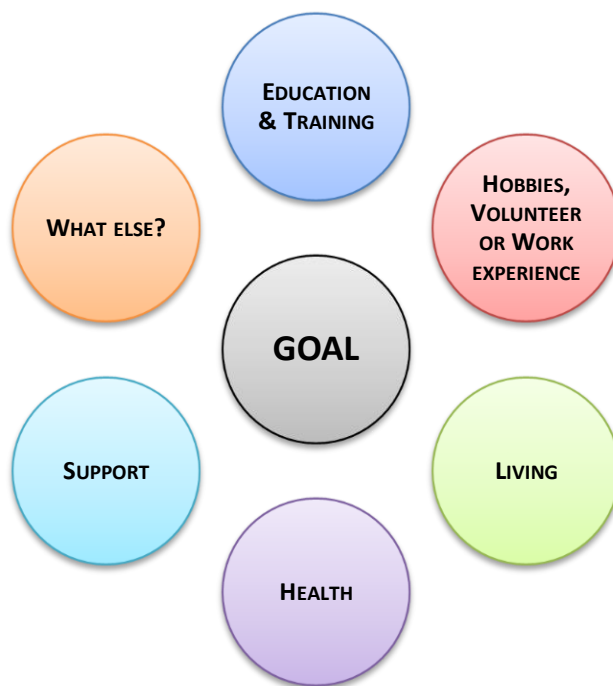 EDUCATION
& TRAINING
HOBBIES,
VOLUNTEER
OR WORK
EXPERIENCE
WHAT ELSE?
GOAL
SUPPORT
LIVING
HEALTH